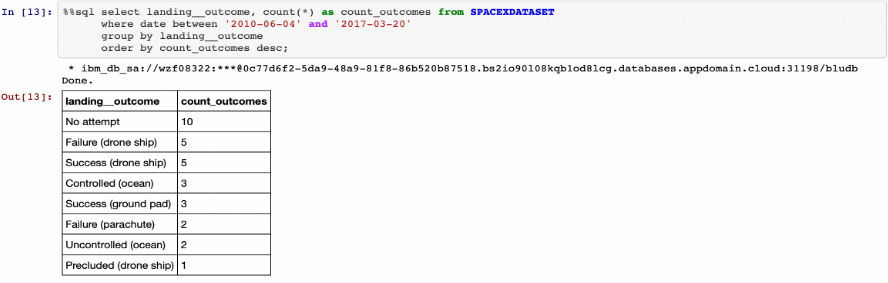 In [13]: %%sql select landing__outcome, count(*) as count_outcomes from SPACEXDATASET
where date between '2010-06-04' and '2017-03-20'
group by landing__outcome
order by count_outcomes desc;
* ibm_db_sa://wzf08322:***@0c77d6f2-5da9-48a9-81f8-86b520b87518.bs2io90l08kqb1od8lcg.databases.appdomain.cloud:31198/bludb
Done.
Out[13]: landing__outcome count_outcomes
No attempt 10
Failure (drone ship) 5
Success (drone ship) 5
Controlled (ocean) 3
Success (ground pad) 3
Failure (parachute) 2
Uncontrolled (ocean) 2
Precluded (drone ship) 1